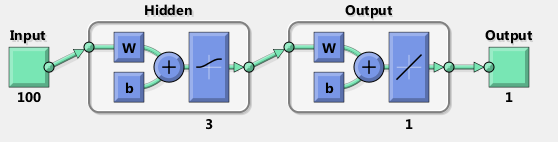 Hidden Output
Input Output
W W
+ +
b b
100 1
3 1